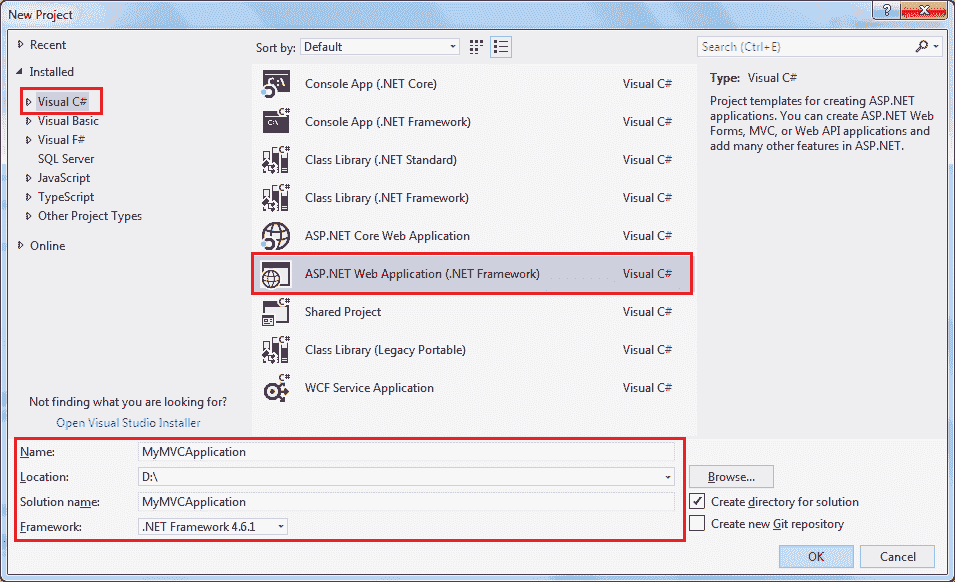 New Project
?
Recent
Installed
Visual C#
Visual Basic
Visual F#
SQL Server
JavaScript
TypeScript
Other Project Types
Online
Not finding what you are looking for?
Open Visual Studio Installer
Sort by: Default
Console App (.NET Core) Visual C#
Console App (.NET Framework) Visual C#
Class Library (.NET Standard) Visual C#
Class Library (.NET Framework) Visual C#
ASP.NET Core Web Application Visual C#
ASP.NET Web Application (.NET Framework) Visual C#
Shared Project Visual C#
Class Library (Legacy Portable) Visual C#
WCF Service Application Visual C#
Search (Ctrl+E)
Type: Visual C#
Project templates for creating ASP.NET
applications. You can create ASP.NET Web
Forms, MVC, or Web API applications and
add many other features in ASP.NET.
Name: MyMVCApplication
Location: D:\
Solution name: MyMVCApplication
Framework: .NET Framework 4.6.1
Browse...
Create directory for solution
Create new Git repository
OK Cancel